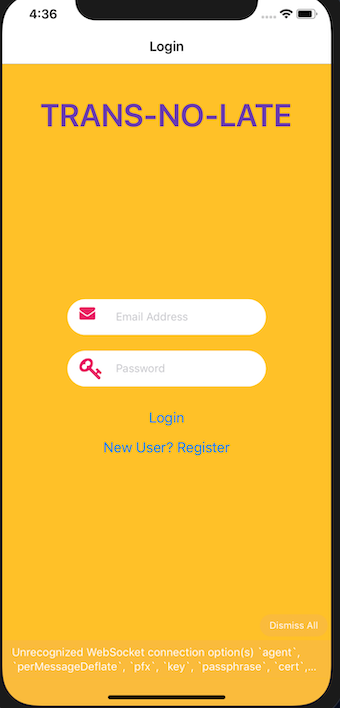 4:36
Login
TRANS-NO-LATE
Email Address
Password
Login
New User? Register
Dismiss All
Unrecognized WebSocket connection option(s) `agent`,
`perMessageDeflate`, `pfx`, `key`, `passphrase`, `cert`,...